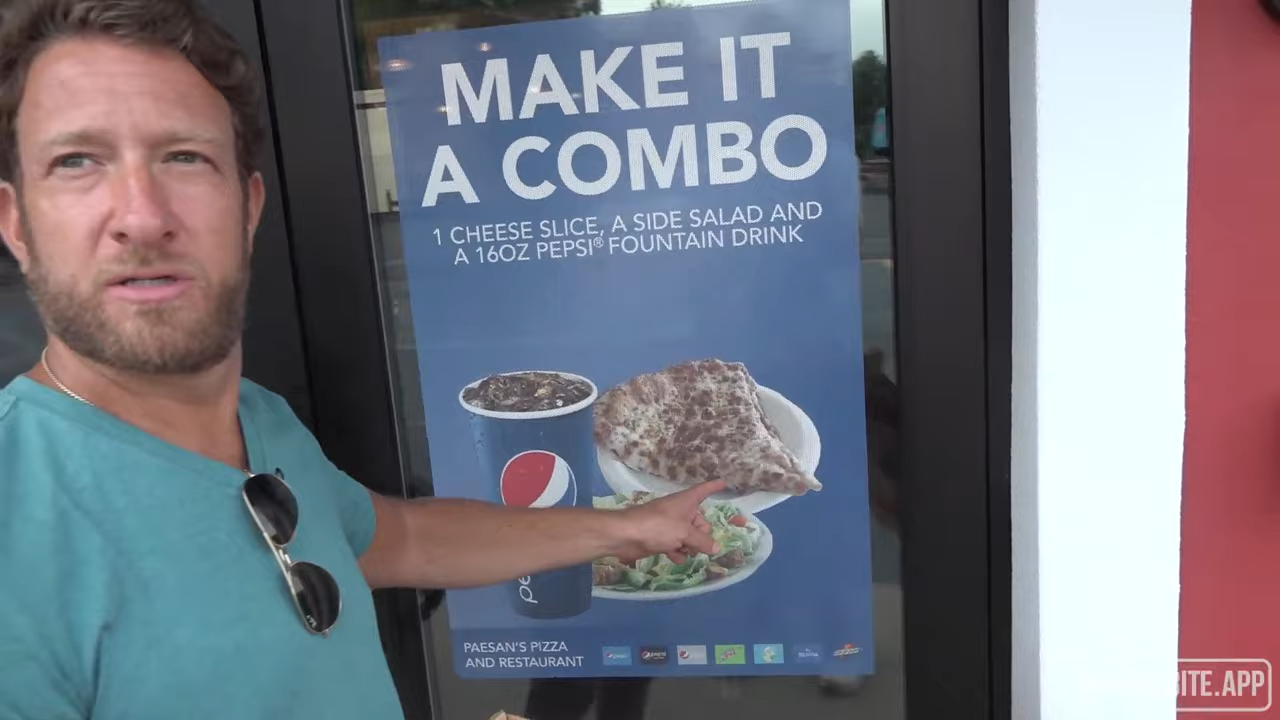 MAKE IT
A COMBO
1 CHEESE SLICE, A SIDE SALAD AND
A 16OZ PEPSI® FOUNTAIN DRINK
pe
PAESAN'S PIZZA
AND RESTAURANT
BITE.APP